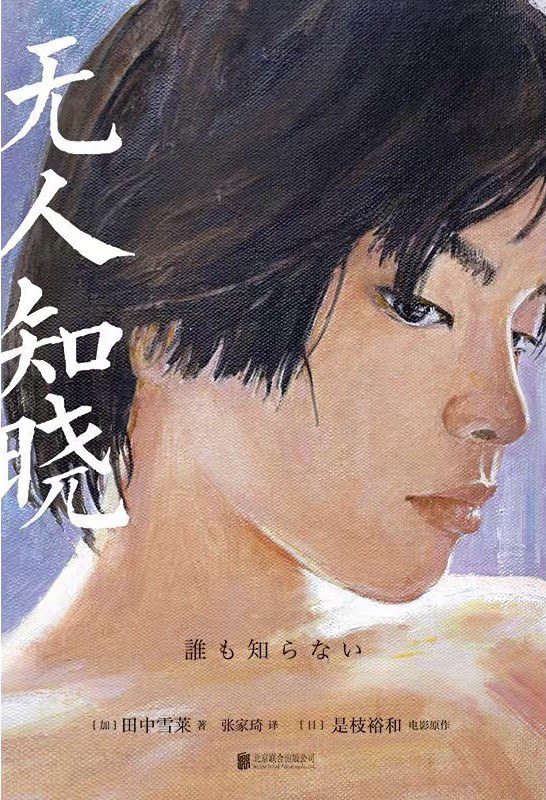 无人知晓
誰も知らない
[加]田中雪莱 著 张家琦 译 [日]是枝裕和 电影原作
北京联合出版公司